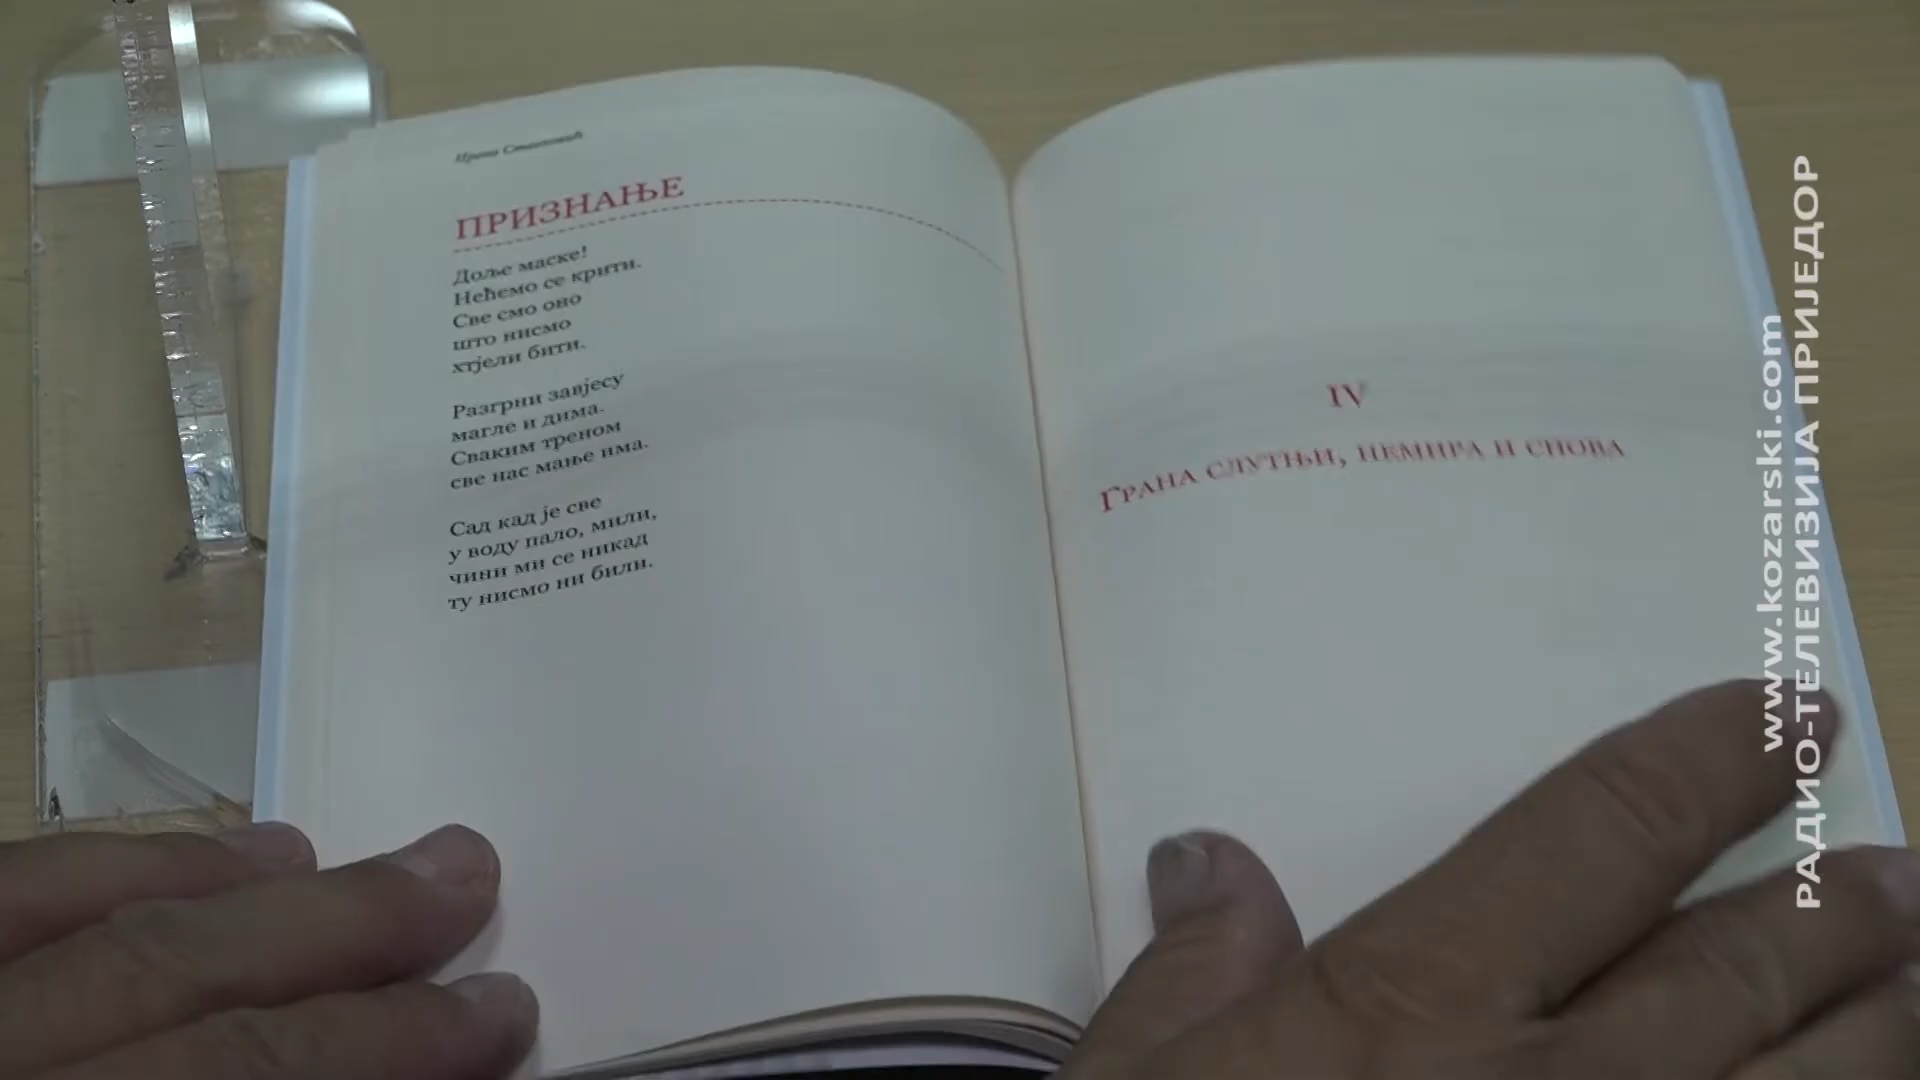 ПРИЗНАЊЕ
Доље маске!
Нећемо се крити.
Све смо оно
што нисмо
хтјели бити.
Разгрни завјесу
магле и дима.
Сваким треном
све нас мање има.
Сад кад је све
у воду пало, мили,
чини ми се никад
ту нисмо ни били.
IV
Грана слутњи, немира и снова
www.kozarski.com
РАДИО-ТЕЛЕВИЗИЈА ПРИЈЕДОР